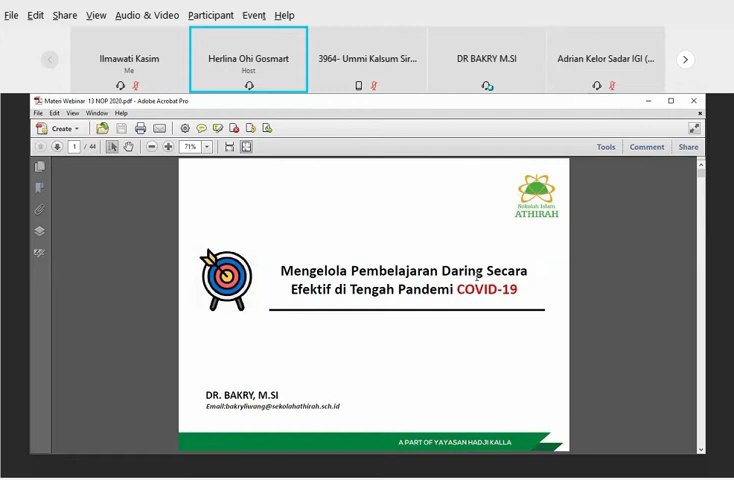 File Edit Share View Audio & Video Participant Event Help
Ilmawati Kasim
Me
Herlina Ohi Gosmart
Host
3964- Ummi Kalsum Sir...
DR BAKRY M.SI
Adrian Kelor Sadar IGI (...
Materi Webinar 13 NOP 2020.pdf - Adobe Acrobat Pro
File Edit View Window Help
Create
1 / 44
71%
Tools Comment Share
Sekolah Islam
ATHIRAH
Mengelola Pembelajaran Daring Secara
Efektif di Tengah Pandemi COVID-19
DR. BAKRY, M.SI
Email:bakryliwang@sekolahathirah.sch.id
A PART OF YAYASAN HADJI KALLA